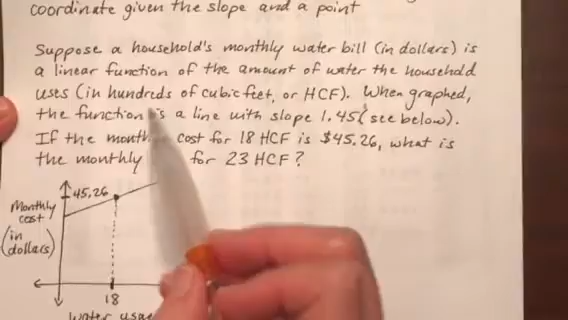 coordinate given the slope and a point
Suppose a household's monthly water bill (in dollars) is
a linear function of the amount of water the household
uses (in hundreds of cubic feet, or HCF). When graphed,
the function is a line with slope 1.45 (see below).
If the month cost for 18 HCF is $45.26, what is
the monthly for 23 HCF?
45.26
Monthly
cost
(in
dollars)
18
Water usa